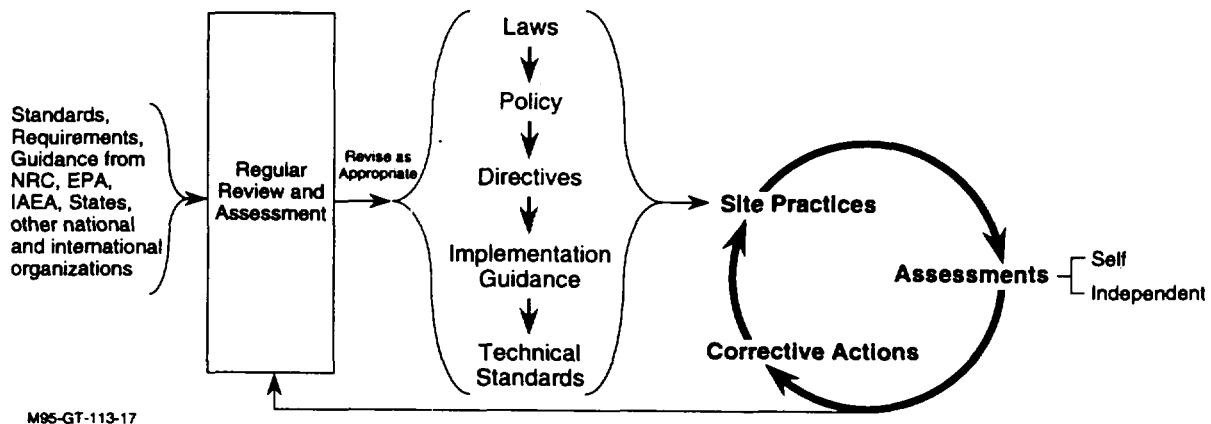 Standards,
Requirements,
Guidance from
NRC, EPA,
IAEA, States,
other national
and international
organizations
Regular
Review and
Assessment
Revise as
Appropriate
Laws
Policy
Directives
Implementation
Guidance
Technical
Standards
Site Practices
Assessments
Self
Independent
Corrective Actions
M95-GT-113-17